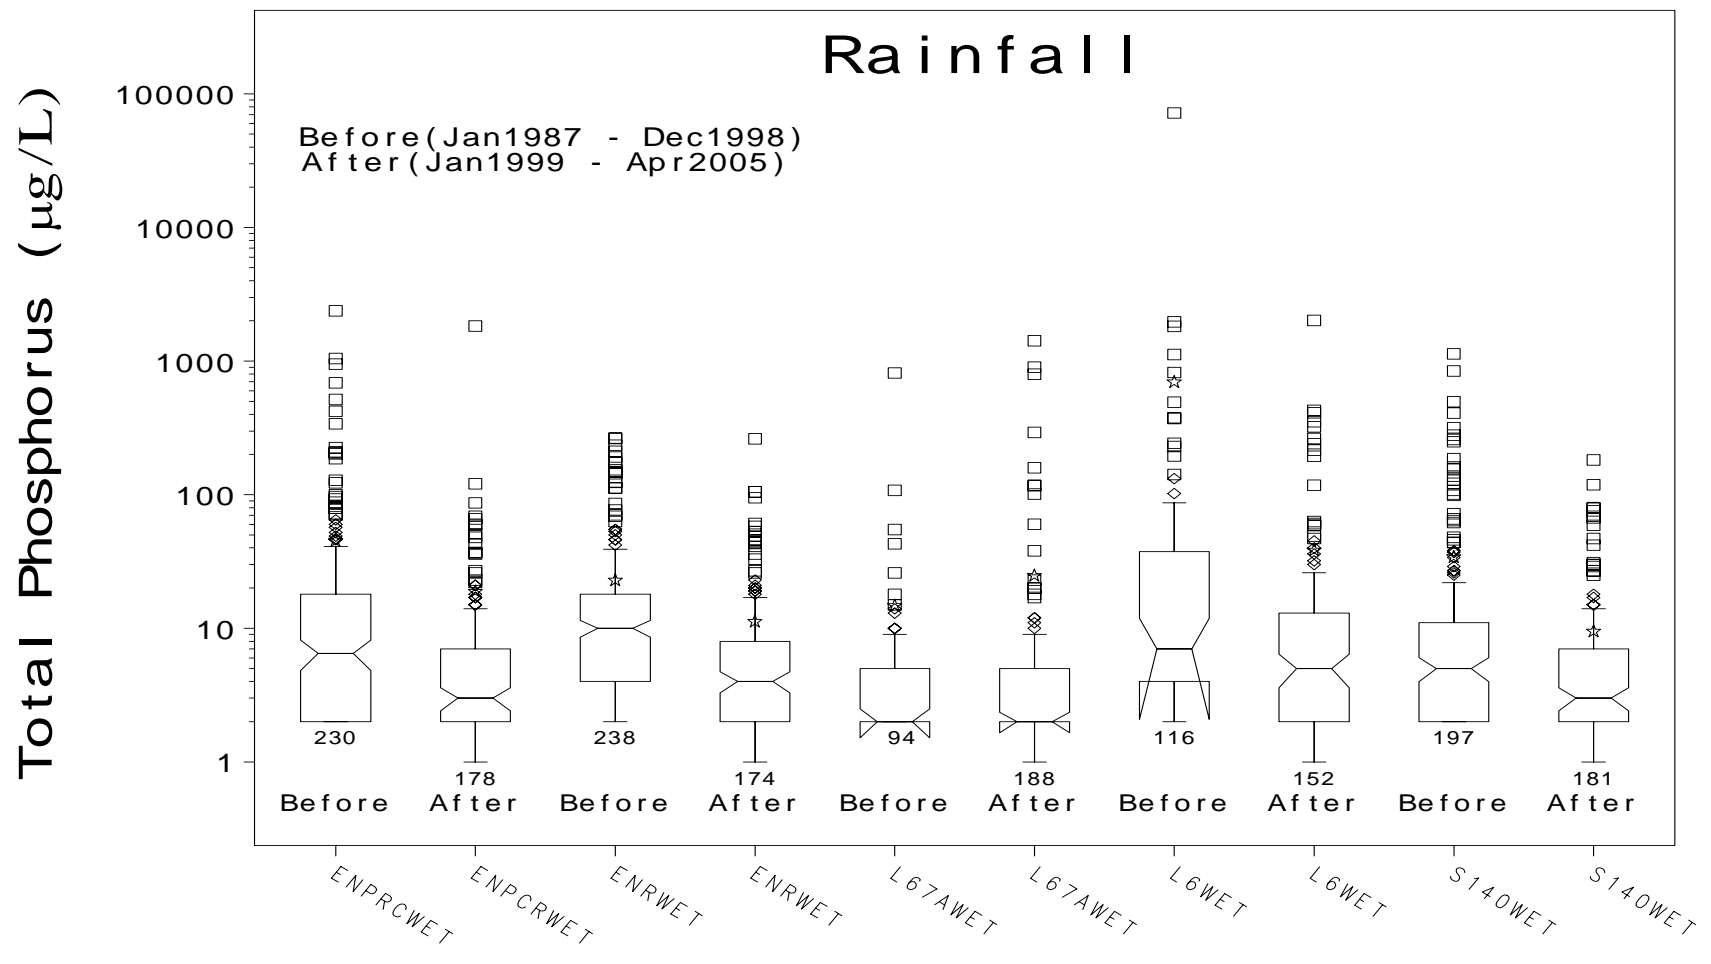 Rainfall
Total Phosphorus (µg/L)
100000
10000
1000
100
10
1
Before(Jan1987 - Dec1998)
After(Jan1999 - Apr2005)
230
178
238
174
94
188
116
152
197
181
Before
After
Before
After
Before
After
Before
After
Before
After
ENPRCWET
ENPCRWET
ENRWET
ENRWET
L67AWET
L67AWET
L6WET
L6WET
S140WET
S140WET